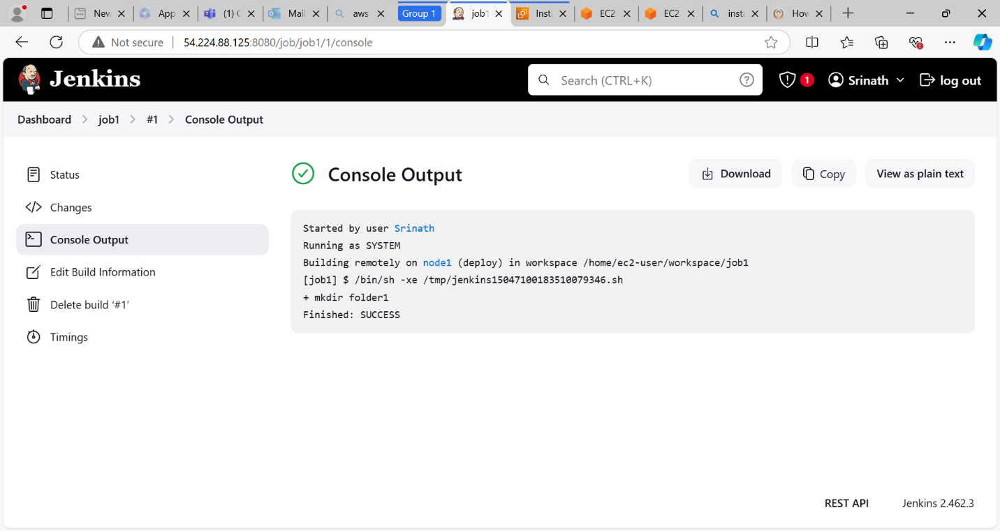 New
App
(1) C
Mail
aws
Group 1
job1
Inst
EC2
EC2
inst
How
Not secure
54.224.88.125:8080/job/job1/1/console
Jenkins
Search (CTRL+K)
1
Srinath
log out
Dashboard
job1
#1
Console Output
Status
Changes
Console Output
Edit Build Information
Delete build ‘#1’
Timings
Console Output
Download
Copy
View as plain text
Started by user Srinath
Running as SYSTEM
Building remotely on node1 (deploy) in workspace /home/ec2-user/workspace/job1
[job1] $ /bin/sh -xe /tmp/jenkins15047100183510079346.sh
+ mkdir folder1
Finished: SUCCESS
REST API
Jenkins 2.462.3